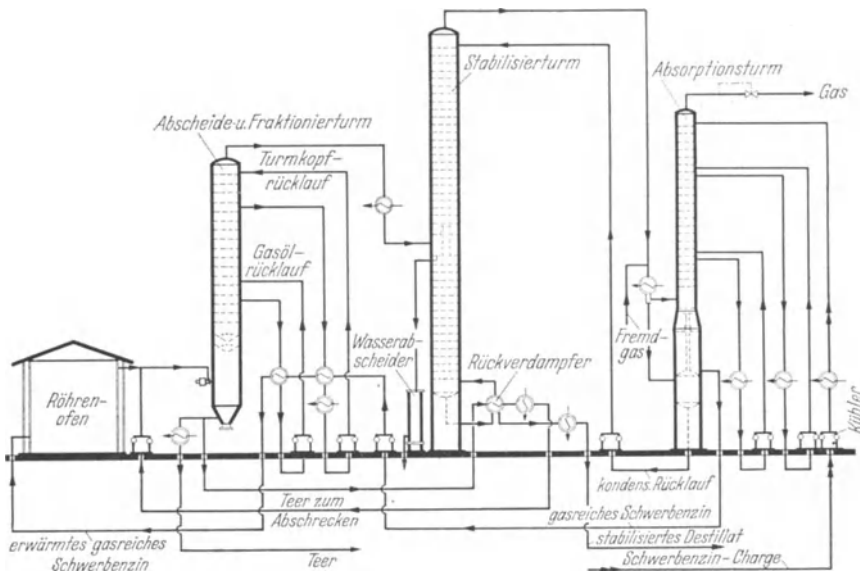 Stabilisierturm
Absorptionsturm
Gas
Abscheide-u. Fraktionierturm
Turmkopf-
rücklauf
Gasöl-
rücklauf
Wasserab-
scheider
Rückverdampfer
Fremd-
gas
Röhren-
ofen
Kühler
kondens. Rücklauf
Teer zum
Abschrecken
gasreiches Schwerbenzin
stabilisiertes Destillat
erwärmtes gasreiches
Schwerbenzin
Teer
Schwerbenzin-Charge